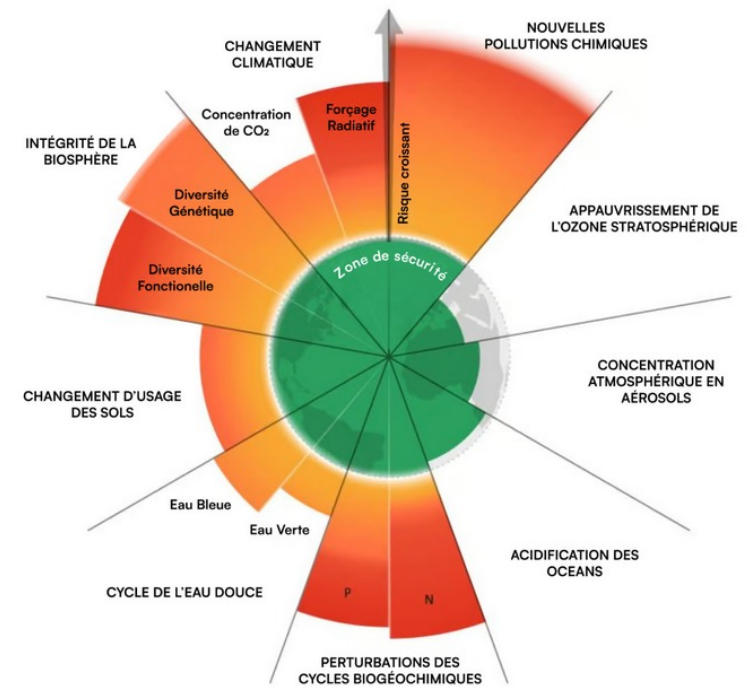 NOUVELLES
POLLUTIONS CHIMIQUES
CHANGEMENT
CLIMATIQUE
Concentration
de CO₂
Forçage
Radiatif
Risque croissant
INTÉGRITÉ DE LA
BIOSPHÈRE
Diversité
Génétique
Diversité
Fonctionelle
APPAUVRISSEMENT DE
L'OZONE STRATOSPHÉRIQUE
Zone de sécurité
CONCENTRATION
ATMOSPHÉRIQUE EN
AÉROSOLS
CHANGEMENT D'USAGE
DES SOLS
Eau Bleue
Eau Verte
ACIDIFICATION DES
OCEANS
CYCLE DE L'EAU DOUCE
P
N
PERTURBATIONS DES
CYCLES BIOGÉOCHIMIQUES